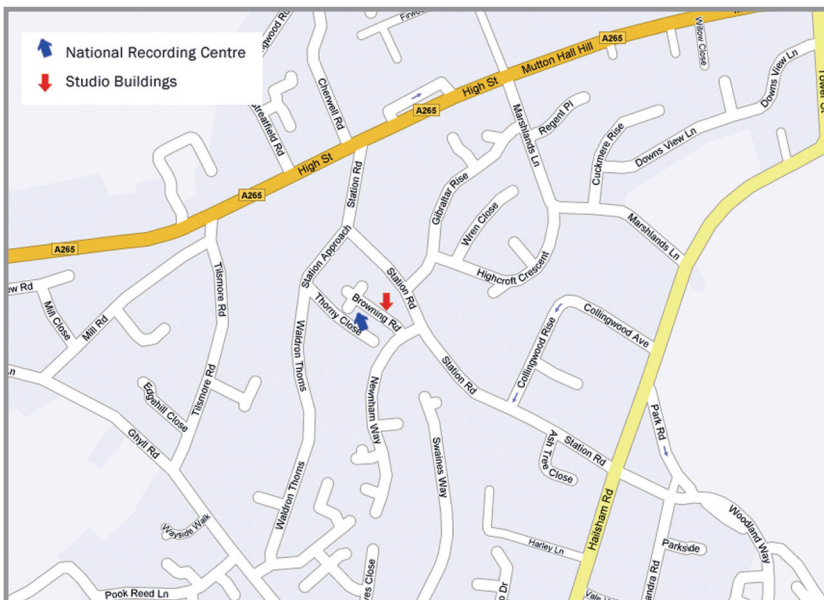 National Recording Centre
Studio Buildings
Cherwell Rd
Streatfield Rd
Willow Close
Mutton Hall Hill
A265
High St
A265
Downs View Ln
Marshlands Ln
Regent Pl
Cuckmere Rise
Downs View Ln
High St
Station Rd
A265
Gibraltar Rise
Wren Close
Marshlands Ln
A265
Station Approach
Station Rd
Highcroft Crescent
Tilsmore Rd
Mill Close
Mill Rd
Browning Rd
Thorny Close
Collingwood Ave
Collingwood Rise
Waldron Thorns
Station Rd
Tilsmore Rd
Edgehill Close
Newnham Way
Park Rd
Ghyll Rd
Swaines Way
Ash Tree
Close
Station Rd
Waldron Thorns
Wayside Walk
Hailsham Rd
Harley Ln
Woodland Way
Parkside
Pook Reed Ln